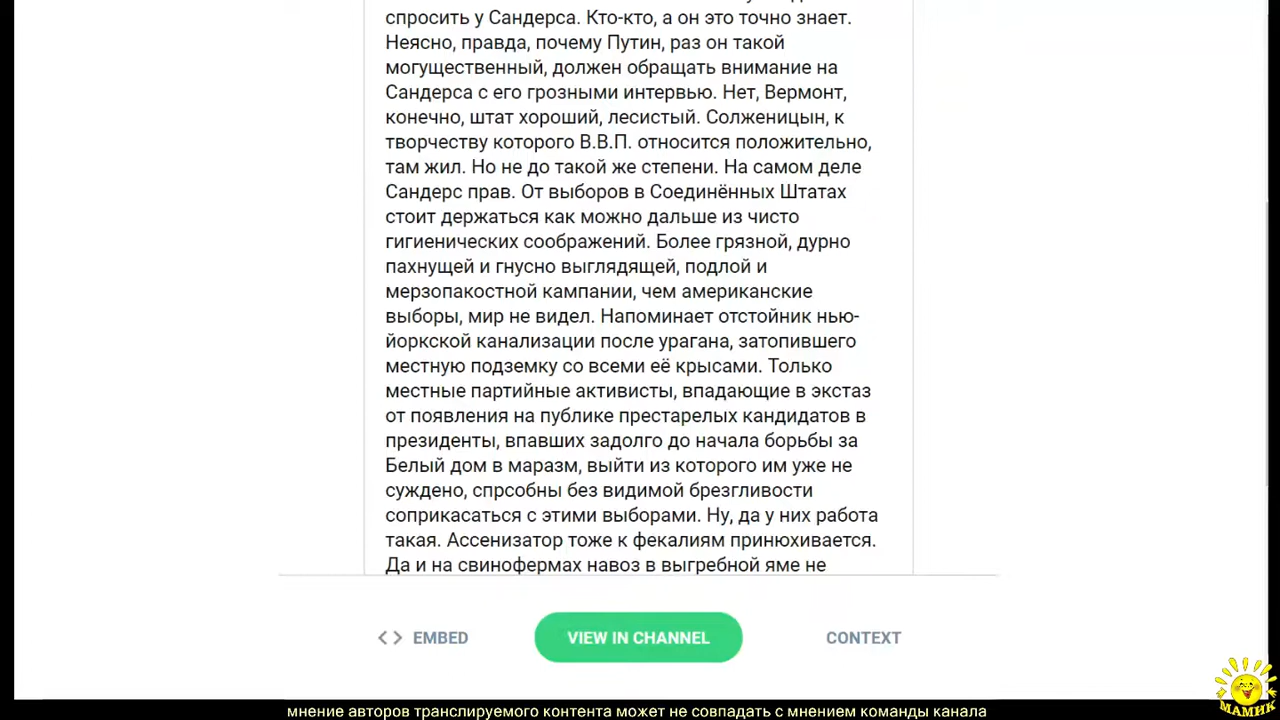 спросить у Сандерса. Кто-кто, а он это точно знает.
Неясно, правда, почему Путин, раз он такой
могущественный, должен обращать внимание на
Сандерса с его грозными интервью. Нет, Вермонт,
конечно, штат хороший, лесистый. Солженицын, к
творчеству которого В.В.П. относится положительно,
там жил. Но не до такой же степени. На самом деле
Сандерс прав. От выборов в Соединённых Штатах
стоит держаться как можно дальше из чисто
гигиенических соображений. Более грязной, дурно
пахнущей и гнусно выглядящей, подлой и
мерзопакостной кампании, чем американские
выборы, мир не видел. Напоминает отстойник нью-
йоркской канализации после урагана, затопившего
местную подземку со всеми её крысами. Только
местные партийные активисты, впадающие в экстаз
от появления на публике престарелых кандидатов в
президенты, впавших задолго до начала борьбы за
Белый дом в маразм, выйти из которого им уже не
суждено, спрсобны без видимой брезгливости
соприкасаться с этими выборами. Ну, да у них работа
такая. Ассенизатор тоже к фекалиям принюхивается.
Да и на свинофермах навоз в выгребной яме не
EMBED
VIEW IN CHANNEL
CONTEXT
МАМИК
мнение авторов транслируемого контента может не совпадать с мнением команды канала